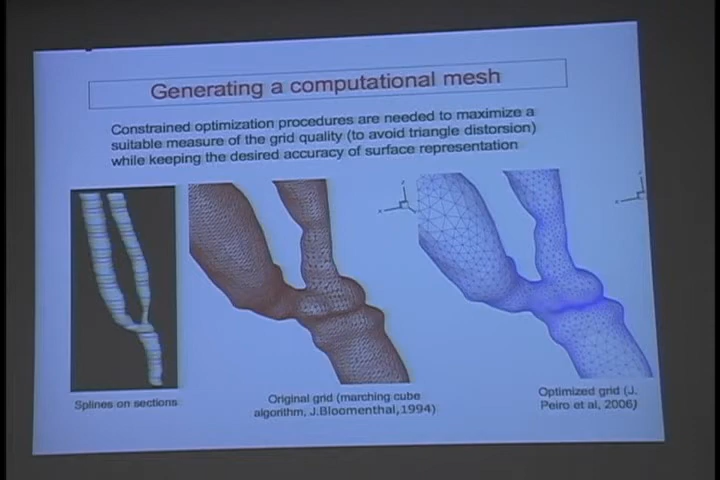 Generating a computational mesh
Constrained optimization procedures are needed to maximize a
suitable measure of the grid quality (to avoid triangle distorsion)
while keeping the desired accuracy of surface representation
Splines on sections
Original grid (marching cube
algorithm, J.Bloomenthal,1994)
Optimized grid (J.
Peiro et al, 2006)